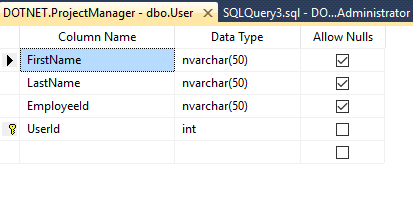 DOTNET.ProjectManager - dbo.User SQLQuery3.sql - DO...Administrator
Column Name Data Type Allow Nulls
FirstName nvarchar(50)
LastName nvarchar(50)
EmployeeId nvarchar(50)
UserId int